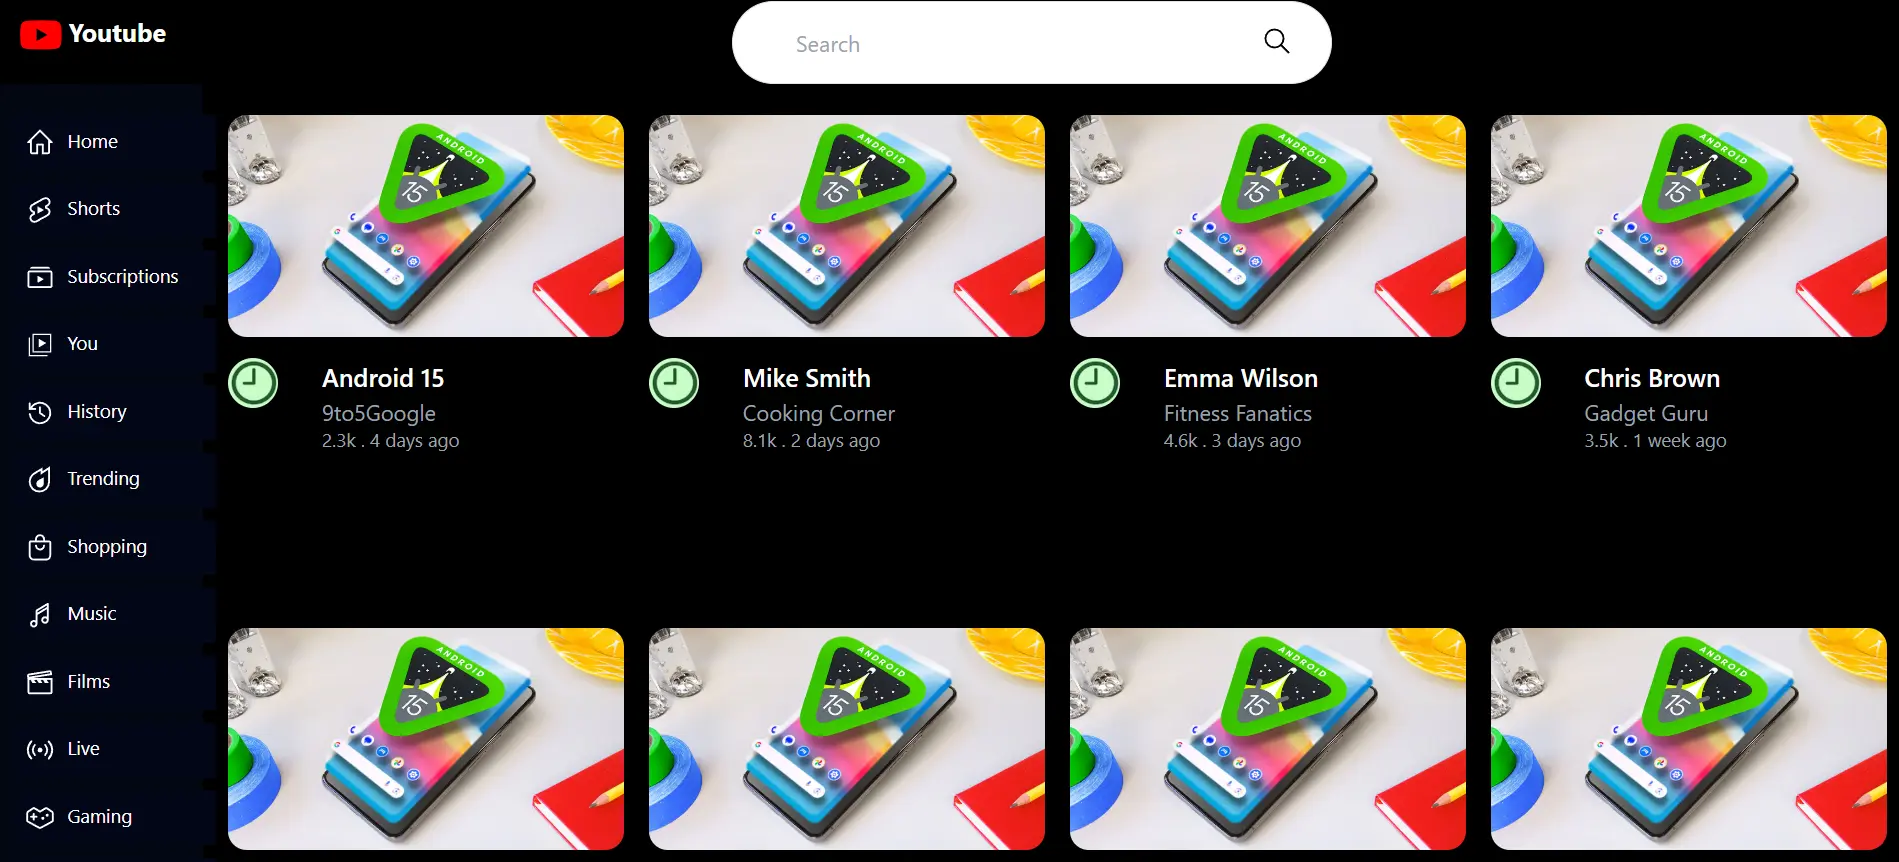 Youtube
Search
Home
Shorts
Subscriptions
You
History
Trending
Shopping
Music
Films
Live
Gaming
ANDROID
15
ANDROID
15
ANDROID
15
ANDROID
15
Android 15
9to5Google
2.3k . 4 days ago
Mike Smith
Cooking Corner
8.1k . 2 days ago
Emma Wilson
Fitness Fanatics
4.6k . 3 days ago
Chris Brown
Gadget Guru
3.5k . 1 week ago
ANDROID
15
ANDROID
15
ANDROID
15
ANDROID
15